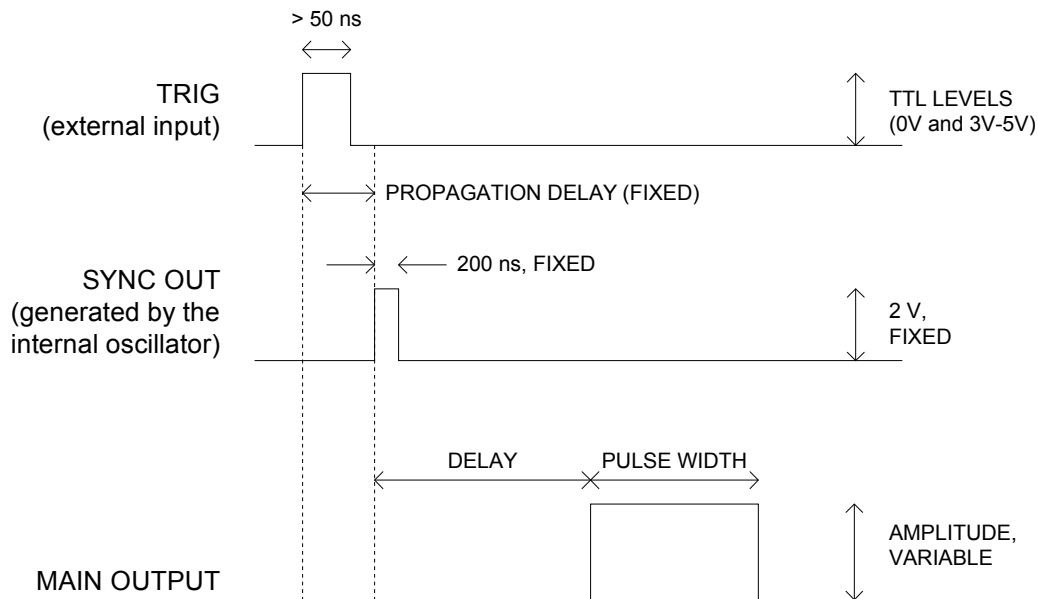 > 50 ns
TRIG
(external input)
TTL LEVELS
(0V and 3V-5V)
PROPAGATION DELAY (FIXED)
200 ns, FIXED
SYNC OUT
(generated by the
internal oscillator)
2 V,
FIXED
DELAY
PULSE WIDTH
AMPLITUDE,
VARIABLE
MAIN OUTPUT